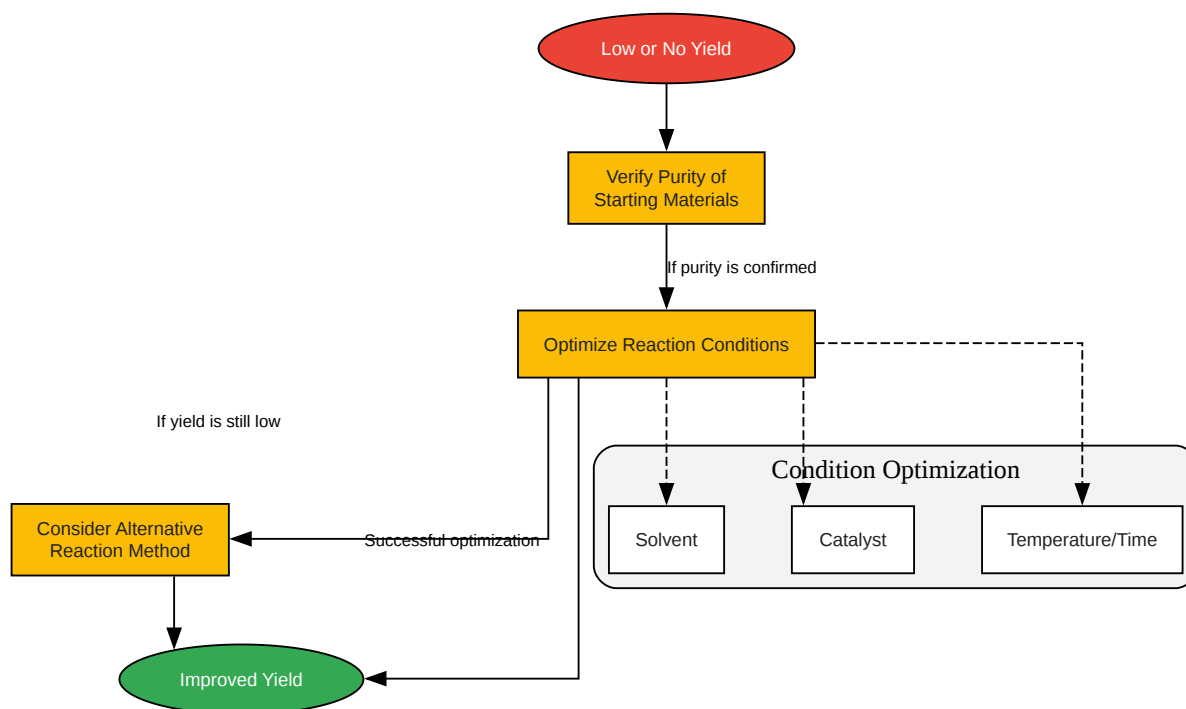 Low or No Yield
Verify Purity of
Starting Materials
If purity is confirmed
Optimize Reaction Conditions
If yield is still low
Condition Optimization
Consider Alternative
Reaction Method
Successful optimization
Solvent
Catalyst
Temperature/Time
Improved Yield